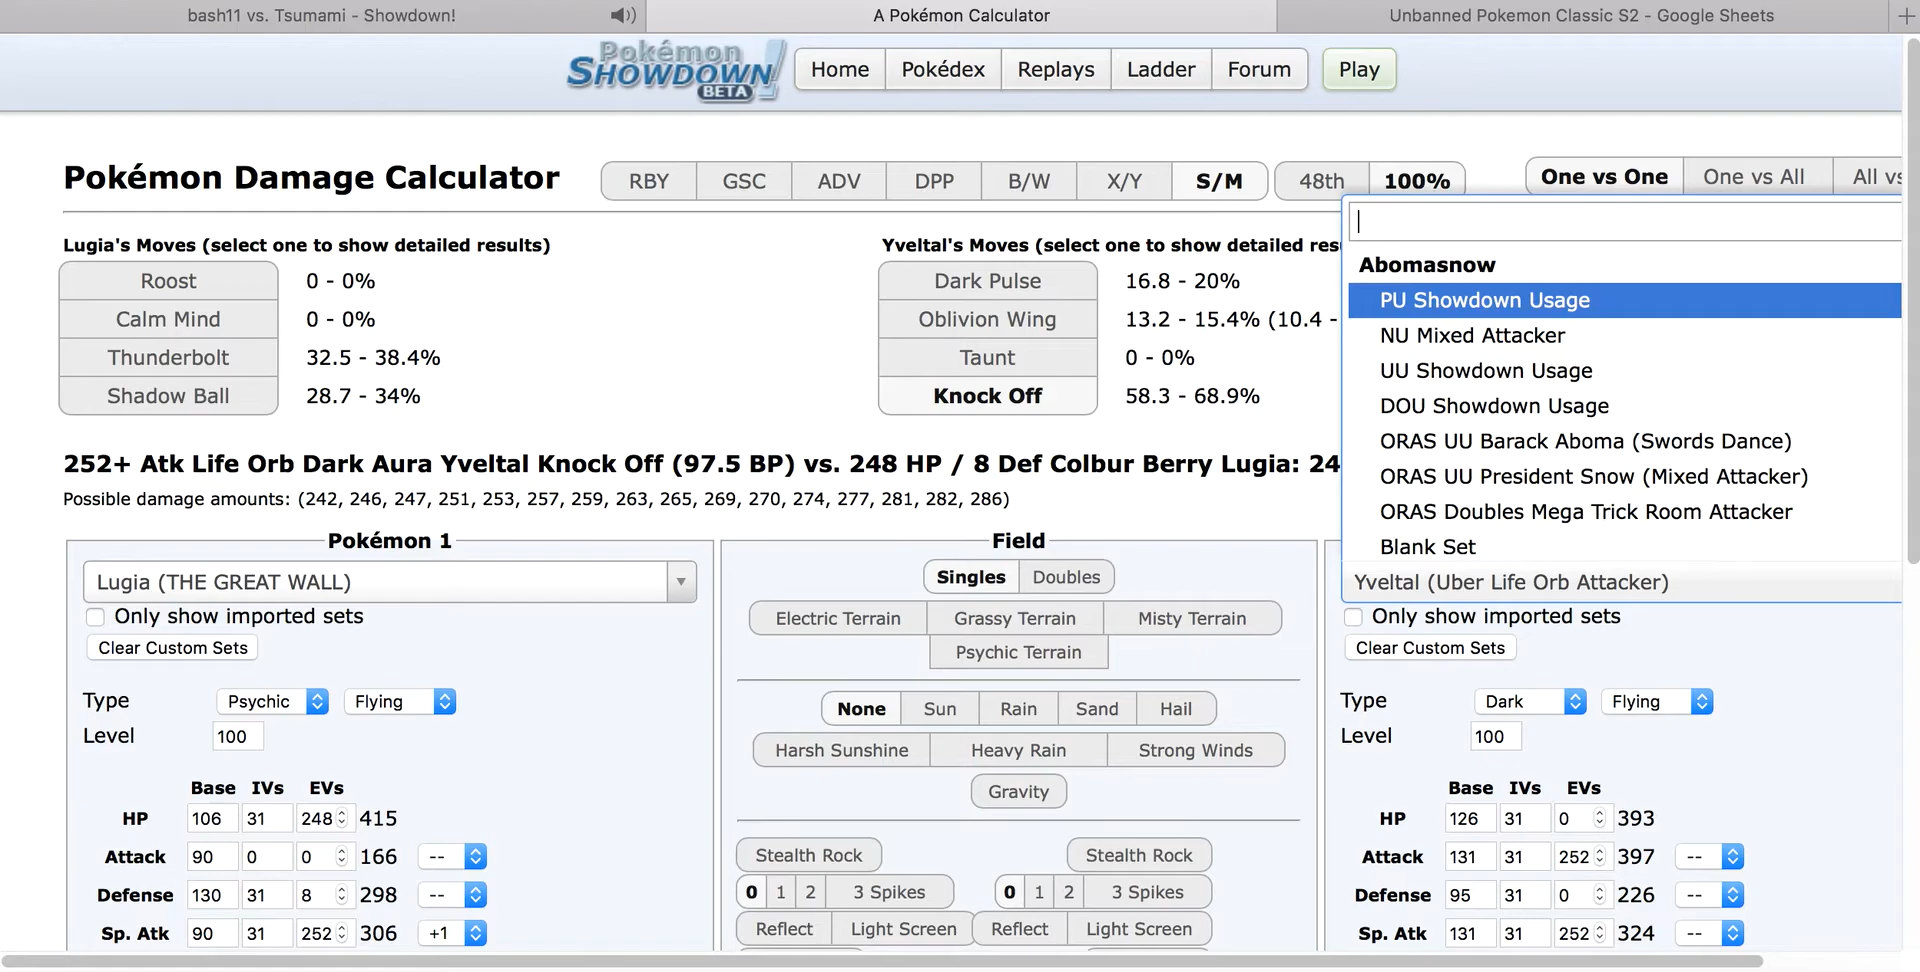 bash11 vs. Tsumami - Showdown!
A Pokémon Calculator
Unbanned Pokemon Classic S2 - Google Sheets
+
Pokémon
SHOWDOWN!
BETA
Home Pokédex Replays Ladder Forum Play
Pokémon Damage Calculator RBY GSC ADV DPP B/W X/Y S/M 48th 100% One vs One One vs All All vs
Lugia's Moves (select one to show detailed results)
Roost 0 - 0%
Calm Mind 0 - 0%
Thunderbolt 32.5 - 38.4%
Shadow Ball 28.7 - 34%
Yveltal's Moves (select one to show detailed res
Dark Pulse 16.8 - 20%
Oblivion Wing 13.2 - 15.4% (10.4 -
Taunt 0 - 0%
Knock Off 58.3 - 68.9%
Abomasnow
PU Showdown Usage
NU Mixed Attacker
UU Showdown Usage
DOU Showdown Usage
ORAS UU Barack Aboma (Swords Dance)
ORAS UU President Snow (Mixed Attacker)
ORAS Doubles Mega Trick Room Attacker
Blank Set
Yveltal (Uber Life Orb Attacker)
252+ Atk Life Orb Dark Aura Yveltal Knock Off (97.5 BP) vs. 248 HP / 8 Def Colbur Berry Lugia: 24
Possible damage amounts: (242, 246, 247, 251, 253, 257, 259, 263, 265, 269, 270, 274, 277, 281, 282, 286)
Pokémon 1
Lugia (THE GREAT WALL)
Only show imported sets
Clear Custom Sets
Type Psychic Flying
Level 100
Base IVs EVs
HP 106 31 248 415
Attack 90 0 0 166 --
Defense 130 31 8 298 --
Sp. Atk 90 31 252 306 +1
Field
Singles Doubles
Electric Terrain Grassy Terrain Misty Terrain
Psychic Terrain
None Sun Rain Sand Hail
Harsh Sunshine Heavy Rain Strong Winds
Gravity
Stealth Rock Stealth Rock
0 1 2 3 Spikes 0 1 2 3 Spikes
Reflect Light Screen Reflect Light Screen
Only show imported sets
Clear Custom Sets
Type Dark Flying
Level 100
Base IVs EVs
HP 126 31 0 393
Attack 131 31 252 397 --
Defense 95 31 0 226 --
Sp. Atk 131 31 252 324 --